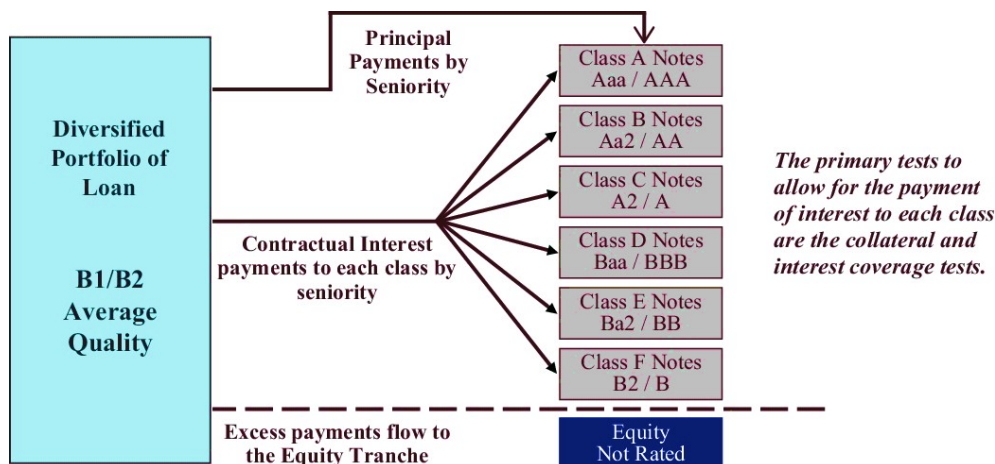 Diversified
Portfolio of
Loan
B1/B2
Average
Quality
Principal
Payments by
Seniority
Contractual Interest
payments to each class by
seniority
Class A Notes
Aaa / AAA
Class B Notes
Aa2 / AA
Class C Notes
A2 / A
Class D Notes
Baa / BBB
Class E Notes
Ba2 / BB
Class F Notes
B2 / B
The primary tests to
allow for the payment
of interest to each class
are the collateral and
interest coverage tests.
Excess payments flow to
the Equity Tranche
Equity
Not Rated